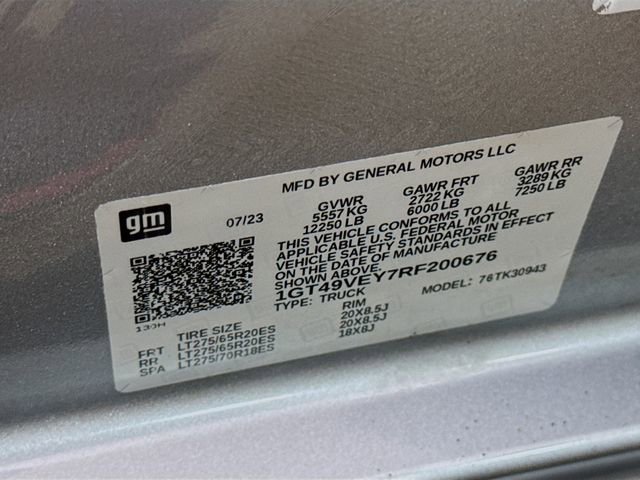 MFD BY GENERAL MOTORS LLC
gm
07/23
GVWR GAWR FRT GAWR RR
5557 KG 2722 KG 3289 KG
12250 LB 6000 LB 7250 LB
THIS VEHICLE CONFORMS TO ALL
APPLICABLE U.S. FEDERAL MOTOR
VEHICLE SAFETY STANDARDS IN EFFECT
ON THE DATE OF MANUFACTURE
SHOWN ABOVE.
1GT49VEY7RF200676
TYPE: TRUCK MODEL: 76TK30943
TIRE SIZE RIM
FRT LT275/65R20ES 20X8.5J
RR LT275/65R20ES 20X8.5J
SPA LT275/70R18ES 18X8J